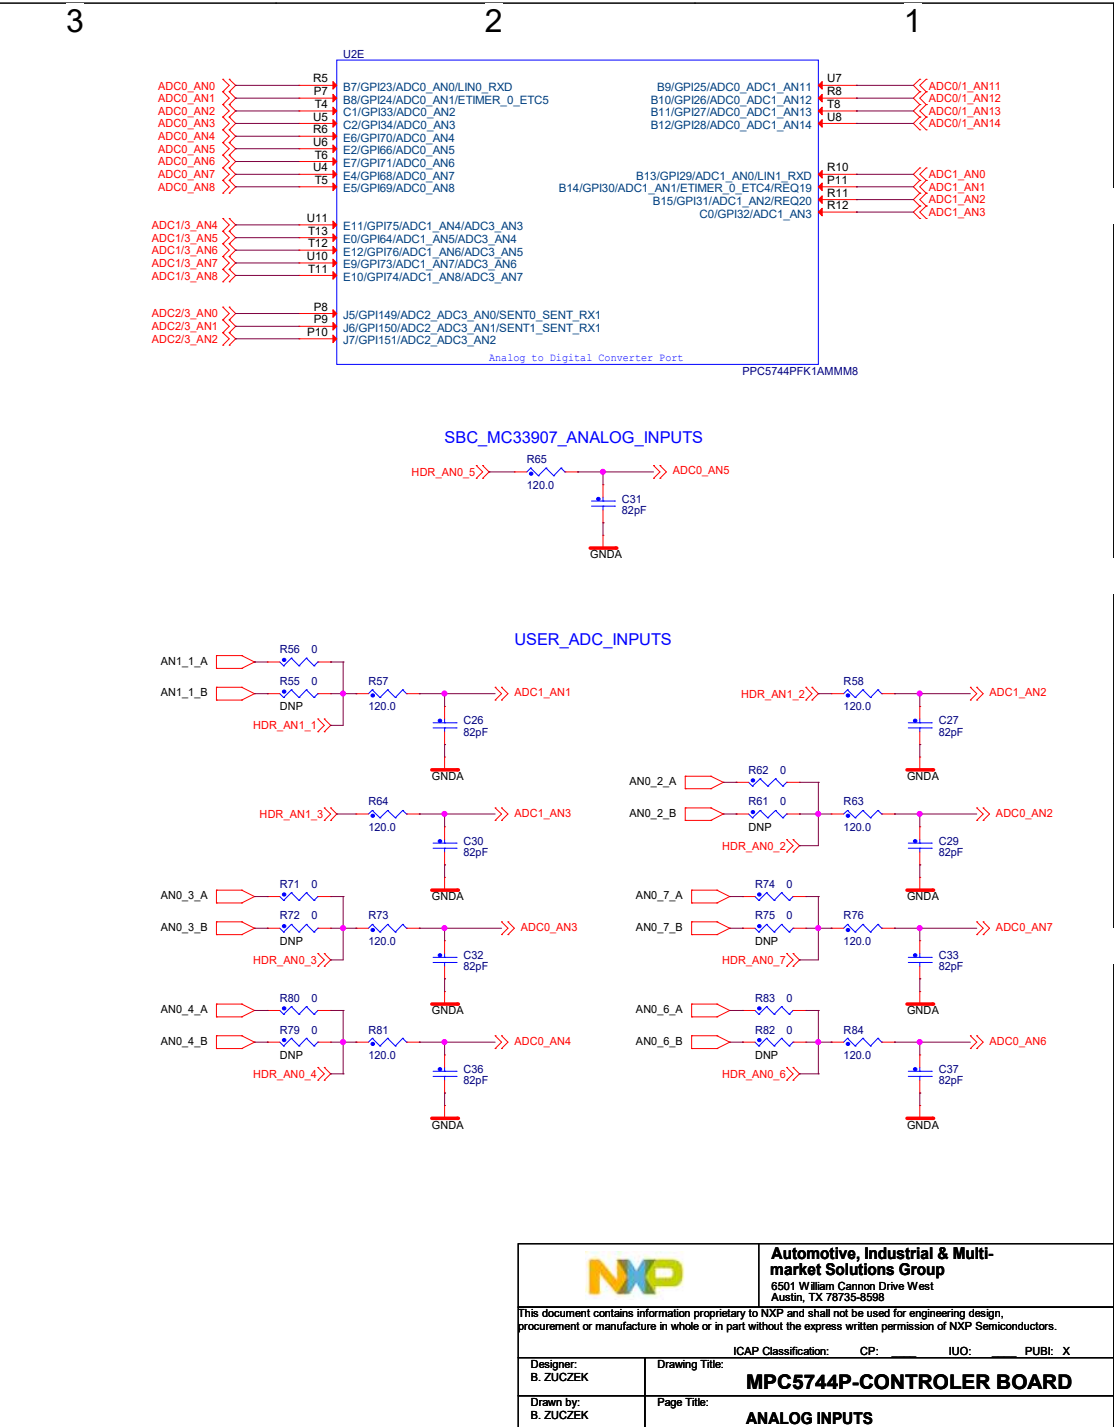 3 2 1
U2E
ADC0_AN0 R5 B7/GPI23/ADC0_AN0/LIN0_RXD
ADC0_AN1 P7 B8/GPI24/ADC0_AN1/ETIMER_0_ETC5
ADC0_AN2 T4 C1/GPI33/ADC0_AN2
ADC0_AN3 U5 C2/GPI34/ADC0_AN3
ADC0_AN4 R6 E6/GPI70/ADC0_AN4
ADC0_AN5 U6 E2/GPI66/ADC0_AN5
ADC0_AN6 T6 E7/GPI71/ADC0_AN6
ADC0_AN7 U4 E4/GPI68/ADC0_AN7
ADC0_AN8 T5 E5/GPI69/ADC0_AN8
B9/GPI25/ADC0_ADC1_AN11 U7 ADC0/1_AN11
B10/GPI26/ADC0_ADC1_AN12 R8 ADC0/1_AN12
B11/GPI27/ADC0_ADC1_AN13 T8 ADC0/1_AN13
B12/GPI28/ADC0_ADC1_AN14 U8 ADC0/1_AN14
B13/GPI29/ADC1_AN0/LIN1_RXD R10 ADC1_AN0
B14/GPI30/ADC1_AN1/ETIMER_0_ETC4/REQ19 P11 ADC1_AN1
B15/GPI31/ADC1_AN2/REQ20 R11 ADC1_AN2
C0/GPI32/ADC1_AN3 R12 ADC1_AN3
ADC1/3_AN4 U11 E11/GPI75/ADC1_AN4/ADC3_AN3
ADC1/3_AN5 T13 E0/GPI64/ADC1_AN5/ADC3_AN4
ADC1/3_AN6 T12 E12/GPI76/ADC1_AN6/ADC3_AN5
ADC1/3_AN7 U10 E9/GPI73/ADC1_AN7/ADC3_AN6
ADC1/3_AN8 T11 E10/GPI74/ADC1_AN8/ADC3_AN7
ADC2/3_AN0 P8 J5/GPI149/ADC2_ADC3_AN0/SENT0_SENT_RX1
ADC2/3_AN1 P9 J6/GPI150/ADC2_ADC3_AN1/SENT1_SENT_RX1
ADC2/3_AN2 P10 J7/GPI151/ADC2_ADC3_AN2
Analog to Digital Converter Port
PPC5744PFK1AMMM8
SBC_MC33907_ANALOG_INPUTS
R65
HDR_AN0_5 ADC0_AN5
120.0
C31
82pF
GNDA
USER_ADC_INPUTS
R56 0
AN1_1_A
R55 0 R57
AN1_1_B ADC1_AN1
DNP 120.0
HDR_AN1_1 C26
82pF
GNDA
R58
HDR_AN1_2 ADC1_AN2
120.0
C27
82pF
GNDA
R64
HDR_AN1_3 ADC1_AN3
120.0
C30
82pF
GNDA
R62 0
AN0_2_A
R61 0 R63
AN0_2_B ADC0_AN2
DNP 120.0
HDR_AN0_2 C29
82pF
GNDA
R71 0
AN0_3_A
R72 0 R73
AN0_3_B ADC0_AN3
DNP 120.0
HDR_AN0_3 C32
82pF
GNDA
R74 0
AN0_7_A
R75 0 R76
AN0_7_B ADC0_AN7
DNP 120.0
HDR_AN0_7 C33
82pF
GNDA
R80 0
AN0_4_A
R79 0 R81
AN0_4_B ADC0_AN4
DNP 120.0
HDR_AN0_4 C36
82pF
GNDA
R83 0
AN0_6_A
R82 0 R84
AN0_6_B ADC0_AN6
DNP 120.0
HDR_AN0_6 C37
82pF
GNDA
NXP
Automotive, Industrial & Multi-
market Solutions Group
6501 William Cannon Drive West
Austin, TX 78735-8598
This document contains information proprietary to NXP and shall not be used for engineering design,
procurement or manufacture in whole or in part without the express written permission of NXP Semiconductors.
ICAP Classification: CP: ____ IUO: ____ PUBI: X
Designer:
B. ZUCZEK
Drawing Title:
MPC5744P-CONTROLER BOARD
Drawn by:
B. ZUCZEK
Page Title:
ANALOG INPUTS